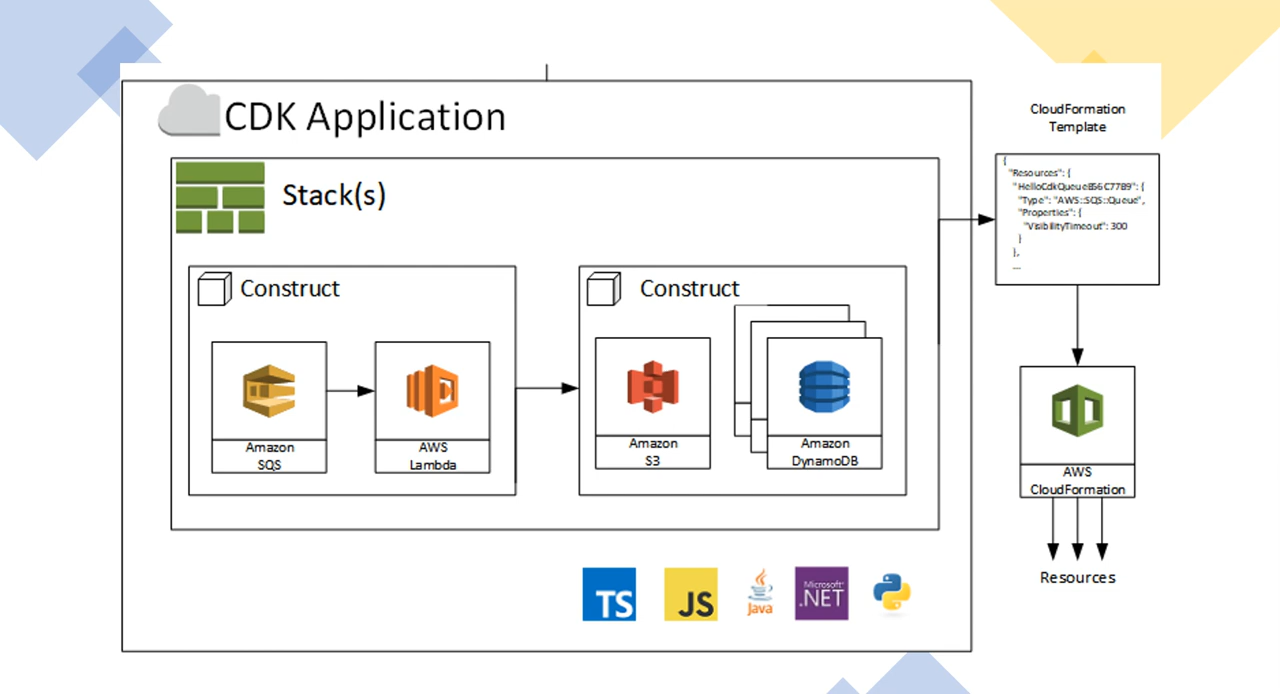 CDK Application
Stack(s)
Construct
Amazon
SQS
AWS
Lambda
Construct
Amazon
S3
Amazon
DynamoDB
TS
JS
Java
Microsoft
.NET
CloudFormation
Template
{
"Resources": {
"HelloCdkQueueB56C7789": {
"Type": "AWS::SQS::Queue",
"Properties": {
"VisibilityTimeout": 300
}
},
...
AWS
CloudFormation
Resources